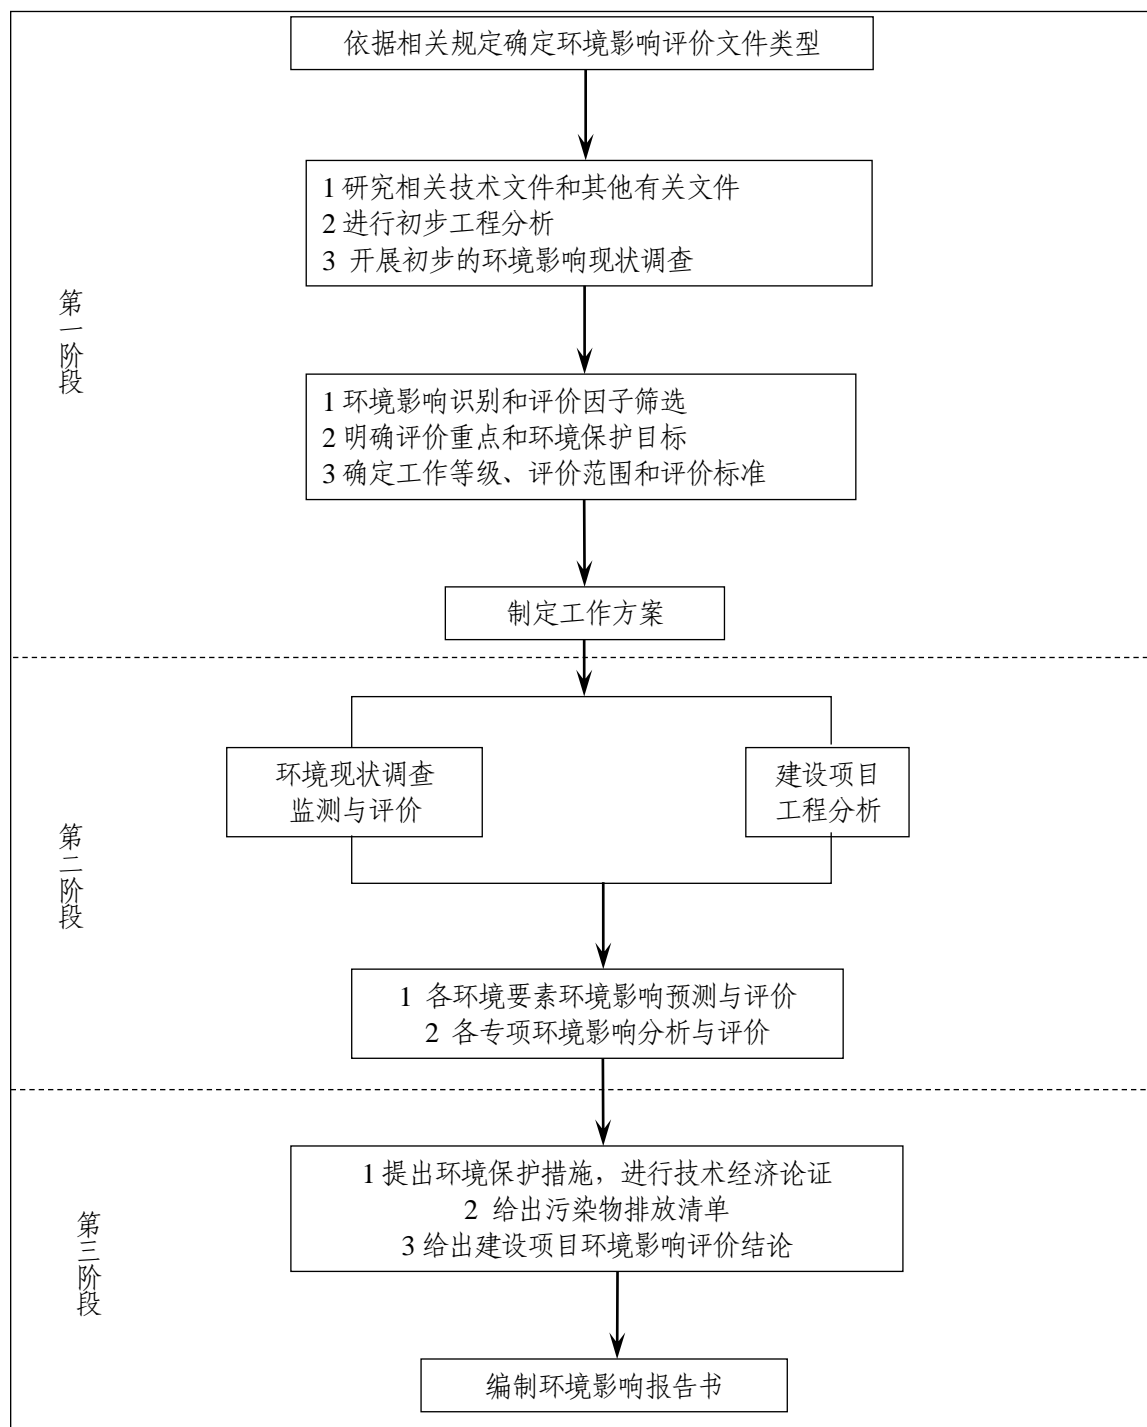 依据相关规定确定环境影响评价文件类型
1 研究相关技术文件和其他有关文件
2 进行初步工程分析
3 开展初步的环境影响现状调查
第一阶段
1 环境影响识别和评价因子筛选
2 明确评价重点和环境保护目标
3 确定工作等级、评价范围和评价标准
制定工作方案
环境现状调查
监测与评价
建设项目
工程分析
第二阶段
1 各环境要素环境影响预测与评价
2 各专项环境影响分析与评价
1 提出环境保护措施，进行技术经济论证
2 给出污染物排放清单
3 给出建设项目环境影响评价结论
第三阶段
编制环境影响报告书